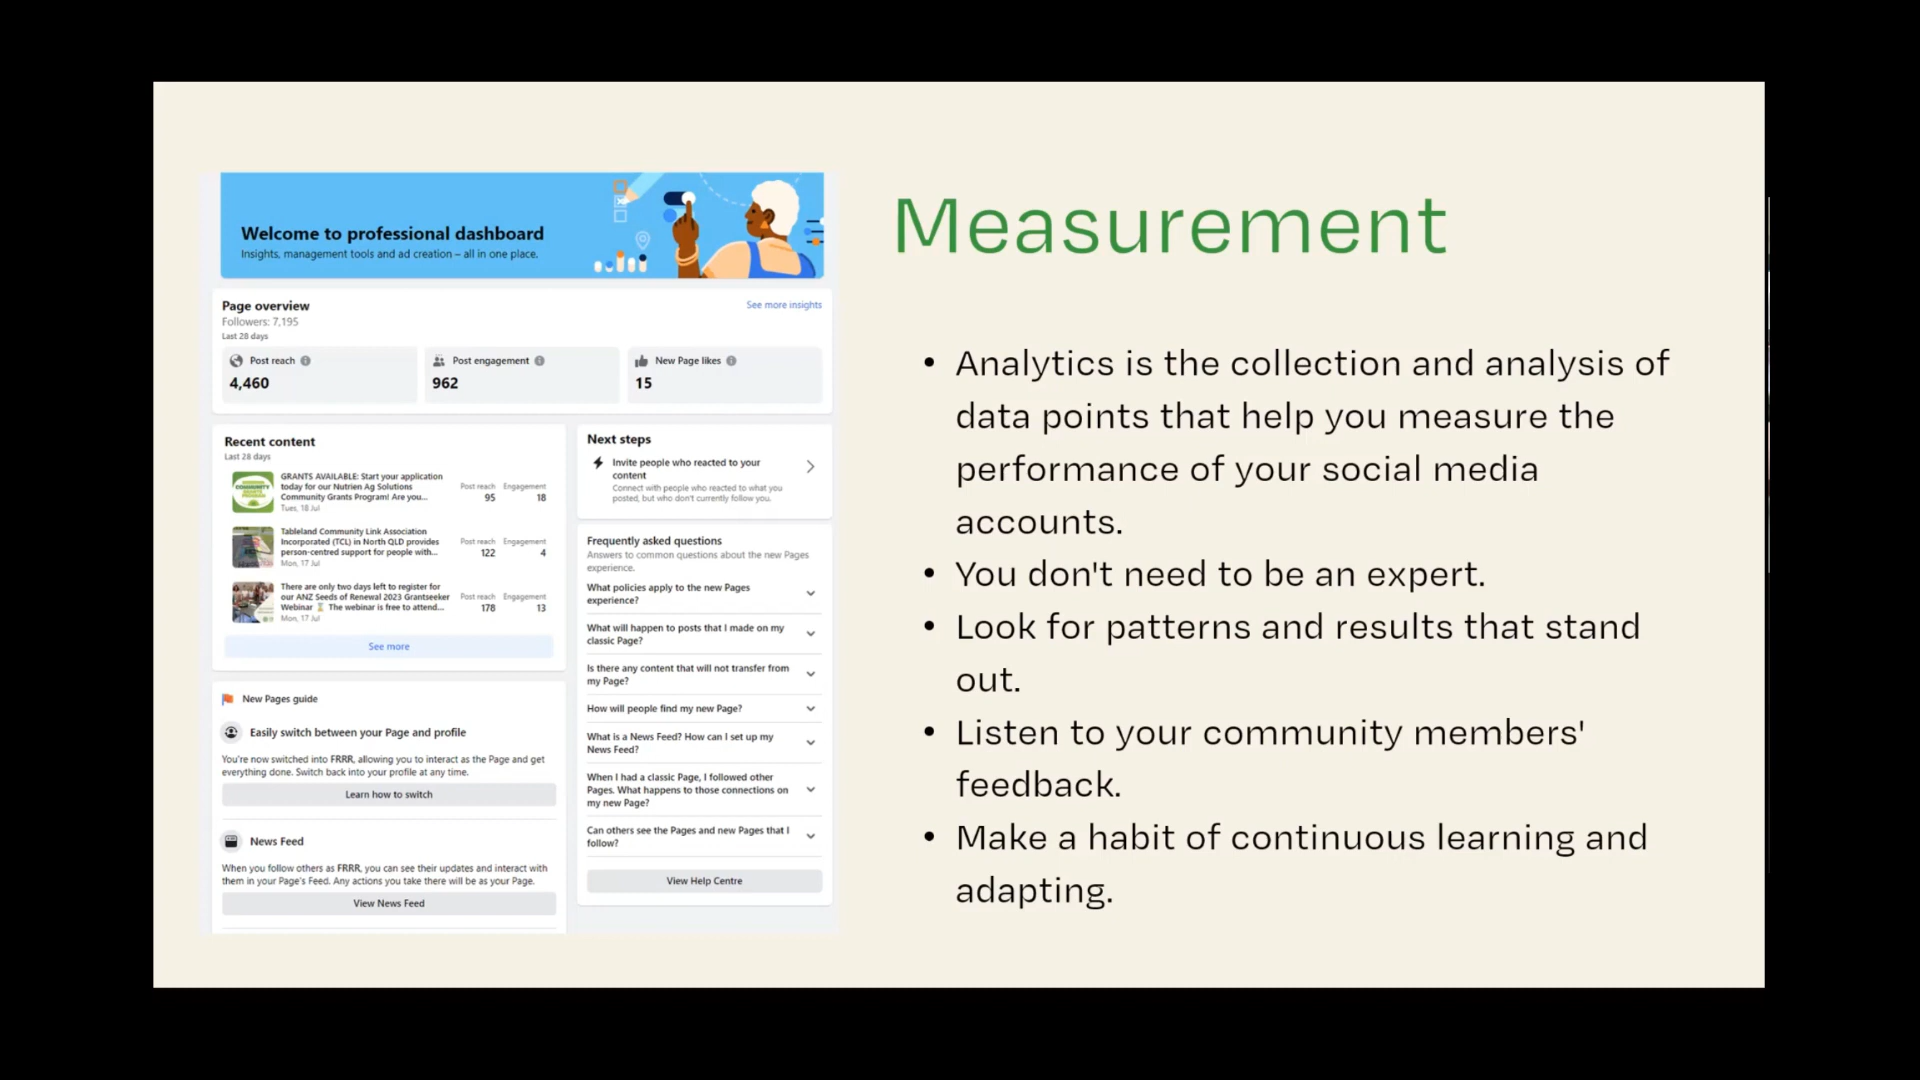 Welcome to professional dashboard
Insights, management tools and ad creation – all in one place.
Page overview
See more insights
Followers: 7,195
Last 28 days
Post reach
4,460
Post engagement
962
New Page likes
15
Recent content
Last 28 days
GRANTS AVAILABLE: Start your application
today for our Nutrien Ag Solutions
Community Grants Program! Are you...
Tues, 18 Jul
Post reach Engagement
95 18
Tableland Community Link Association
Incorporated (TCL) in North QLD provides
person-centred support for people with...
Mon, 17 Jul
Post reach Engagement
122 4
There are only two days left to register for
our ANZ Seeds of Renewal 2023 Grantseeker
Webinar ⏳ The webinar is free to attend...
Mon, 17 Jul
Post reach Engagement
178 13
See more
New Pages guide
Easily switch between your Page and profile
You're now switched into FRRR, allowing you to interact as the Page and get
everything done. Switch back into your profile at any time.
Learn how to switch
News Feed
When you follow others as FRRR, you can see their updates and interact with
them in your Page's Feed. Any actions you take there will be as your Page.
View News Feed
Next steps
Invite people who reacted to your
content
Connect with people who reacted to what you
posted, but who don't currently follow you.
Frequently asked questions
Answers to common questions about the new Pages
experience.
What policies apply to the new Pages
experience?
What will happen to posts that I made on my
classic Page?
Is there any content that will not transfer from
my Page?
How will people find my new Page?
What is a News Feed? How can I set up my
News Feed?
When I had a classic Page, I followed other
Pages. What happens to those connections on
my new Page?
Can others see the Pages and new Pages that I
follow?
View Help Centre
Measurement
• Analytics is the collection and analysis of
data points that help you measure the
performance of your social media
accounts.
• You don't need to be an expert.
• Look for patterns and results that stand
out.
• Listen to your community members'
feedback.
• Make a habit of continuous learning and
adapting.